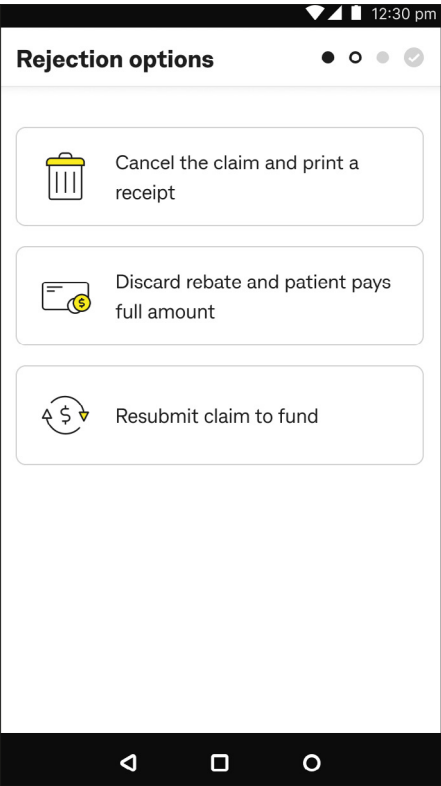 12:30 pm
Rejection options
Cancel the claim and print a
receipt
Discard rebate and patient pays
$
full amount
$
Resubmit claim to fund